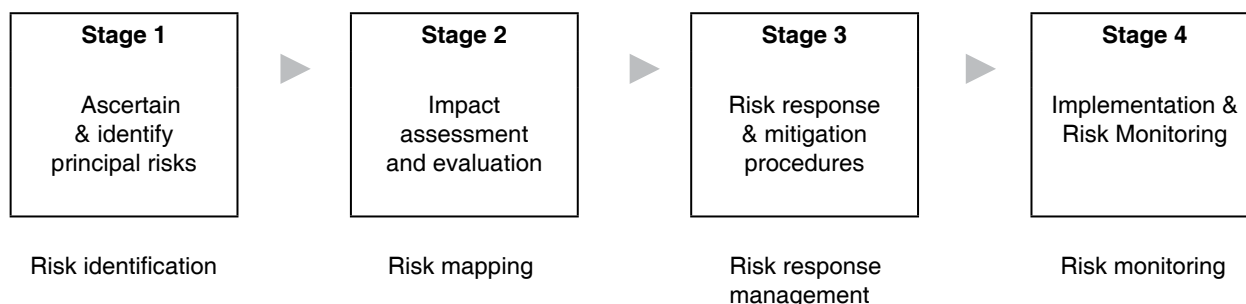 Stage 1
Ascertain
& identify
principal risks
Risk identification
Stage 2
Impact
assessment
and evaluation
Risk mapping
Stage 3
Risk response
& mitigation
procedures
Risk response
management
Stage 4
Implementation &
Risk Monitoring
Risk monitoring